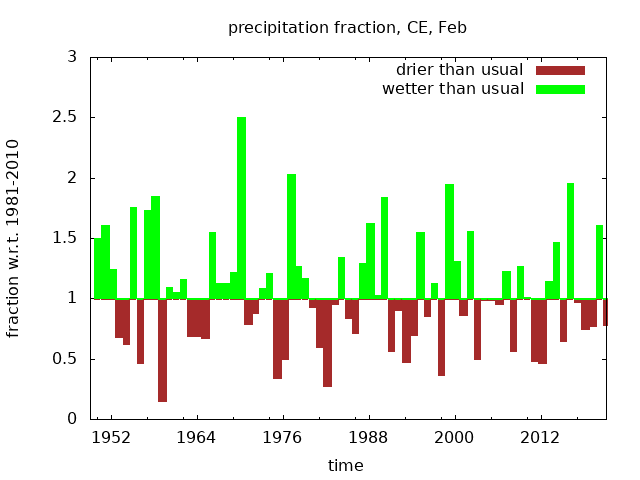 precipitation fraction, CE, Feb
drier than usual
wetter than usual
fraction w.r.t. 1981-2010
3
2.5
2
1.5
1
0.5
0
1952 1964 1976 1988 2000 2012
time